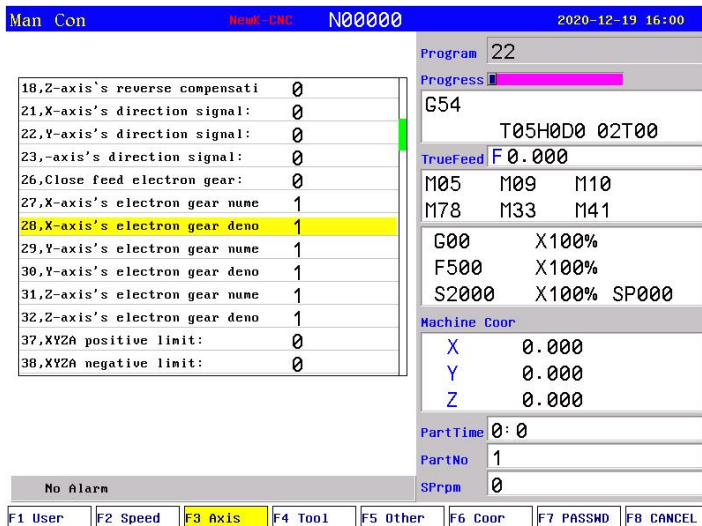 Man Con NewK-CNC N00000 2020-12-19 16:00
Program 22
Progress
G54
T05H0D0 02T00
TrueFeed F 0.000
M05 M09 M10
M78 M33 M41
G00 X100%
F500 X100%
S2000 X100% SP000
Machine Coor
X 0.000
Y 0.000
Z 0.000
PartTime 0: 0
PartNo 1
SPrpm 0
18,Z-axis`s reverse compensati 0
21,X-axis's direction signal: 0
22,Y-axis's direction signal: 0
23,-axis's direction signal: 0
26,Close feed electron gear: 0
27,X-axis's electron gear nume 1
28,X-axis's electron gear deno 1
29,Y-axis's electron gear nume 1
30,Y-axis's electron gear deno 1
31,Z-axis's electron gear nume 1
32,Z-axis's electron gear deno 1
37,XYZA positive limit: 0
38,XYZA negative limit: 0
No Alarm
F1 User F2 Speed F3 Axis F4 Tool F5 Other F6 Coor F7 PASSWD F8 CANCEL